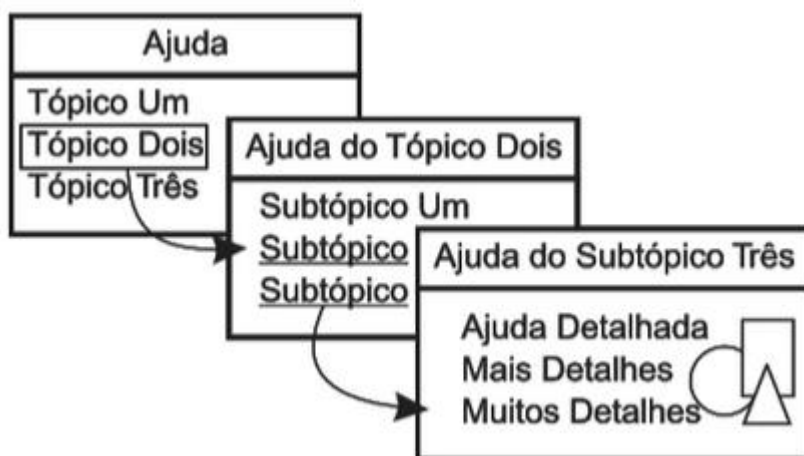 Ajuda
Tópico Um
Tópico Dois
Tópico Três
Ajuda do Tópico Dois
Subtópico Um
Subtópico
Subtópico
Ajuda do Subtópico Três
Ajuda Detalhada
Mais Detalhes
Muitos Detalhes